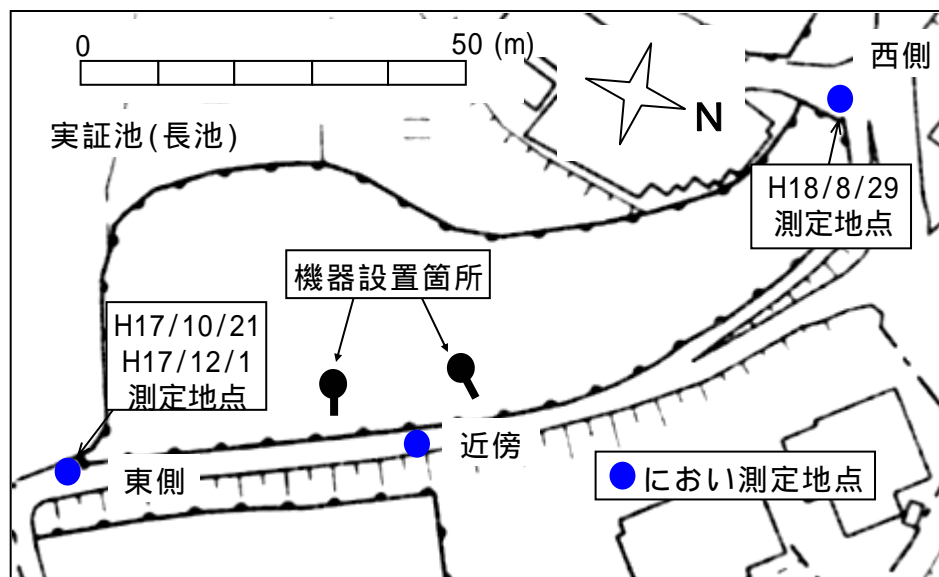 0 50 (m)
西側
実証池(長池)
N
H18/8/29
測定地点
機器設置箇所
H17/10/21
H17/12/1
測定地点
近傍
東側
におい測定地点